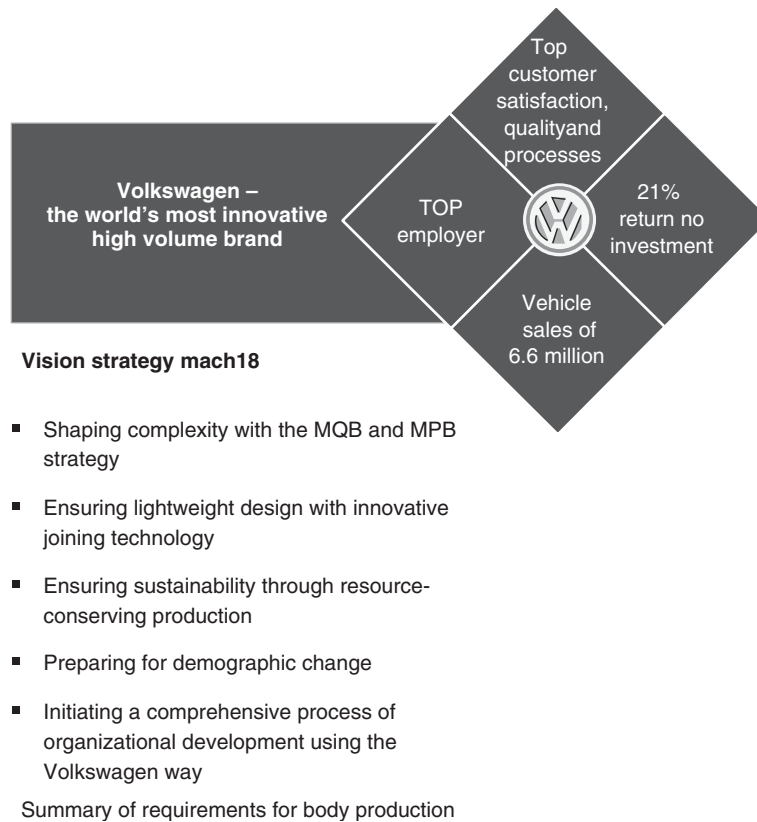 Top
customer
satisfaction,
qualityand
processes
Volkswagen –
the world's most innovative
high volume brand
TOP
employer
21%
return no
investment
Vehicle
sales of
6.6 million
Vision strategy mach18
Shaping complexity with the MQB and MPB
strategy
Ensuring lightweight design with innovative
joining technology
Ensuring sustainability through resource-
conserving production
Preparing for demographic change
Initiating a comprehensive process of
organizational development using the
Volkswagen way
Summary of requirements for body production